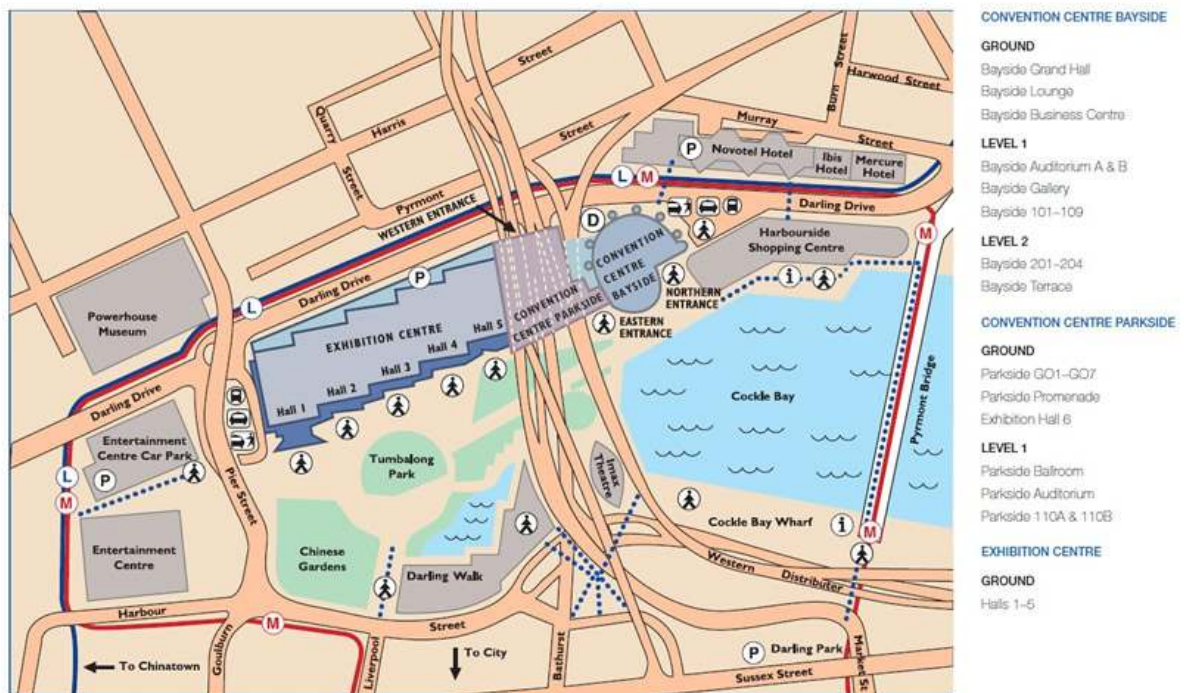 Street
Street
Harwood Street
Burn
Quarry
Street
Harris
Street
Murray
Street
P
Novotel Hotel
Ibis
Hotel
Mercure
Hotel
L
M
Pyrmont
WESTERN ENTRANCE
Darling Drive
D
Harbourside
Shopping Centre
M
CONVENTION
CENTRE
BAYSIDE
P
Darling Drive
CONVENTION
CENTRE PARKSIDE
NORTHERN
ENTRANCE
i
EASTERN
ENTRANCE
L
Powerhouse
Museum
EXHIBITION CENTRE
Hall 5
Hall 4
Hall 3
Hall 2
Hall 1
Darling Drive
Cockle Bay
Pyrmont Bridge
Entertainment
Centre Car Park
P
L
M
Pier Street
Tumbalong
Park
Imax
Theatre
Cockle Bay Wharf
i
M
Entertainment
Centre
Chinese
Gardens
Darling Walk
Western
Distributer
Harbour
Street
M
To Chinatown
Goulburn
Liverpool
To City
Bathurst
P
Darling Park
Sussex Street
Market St
CONVENTION CENTRE BAYSIDE
GROUND
Bayside Grand Hall
Bayside Lounge
Bayside Business Centre
LEVEL 1
Bayside Auditorium A & B
Bayside Gallery
Bayside 101–109
LEVEL 2
Bayside 201–204
Bayside Terrace
CONVENTION CENTRE PARKSIDE
GROUND
Parkside GO1–GO7
Parkside Promenade
Exhibition Hall 6
LEVEL 1
Parkside Ballroom
Parkside Auditorium
Parkside 110A & 110B
EXHIBITION CENTRE
GROUND
Halls 1–5